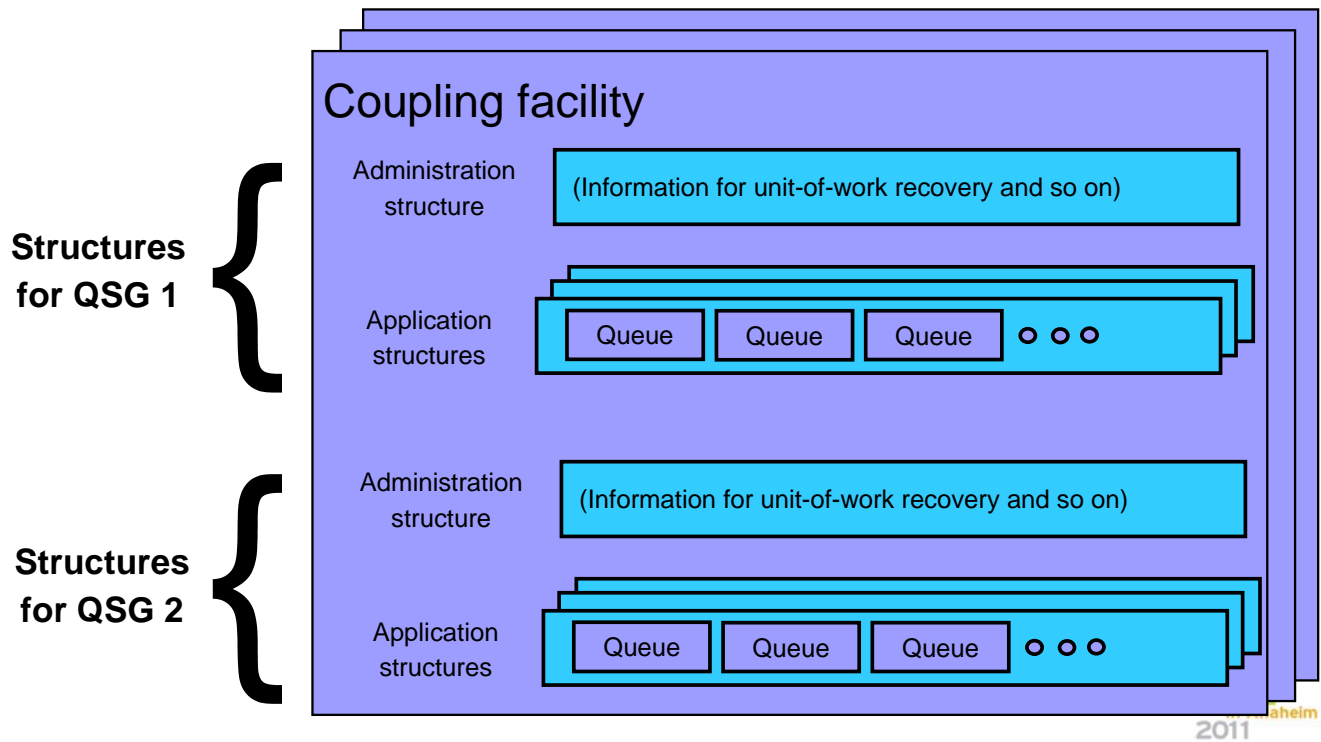 Coupling facility
Administration
structure
(Information for unit-of-work recovery and so on)
Structures
for QSG 1
Application
structures
Queue Queue Queue
Administration
structure
(Information for unit-of-work recovery and so on)
Structures
for QSG 2
Application
structures
Queue Queue Queue
2011